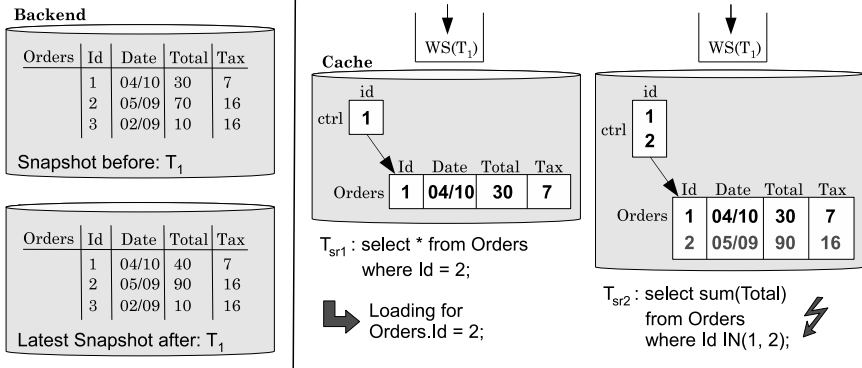 Backend
Orders Id Date Total Tax
1 04/10 30 7
2 05/09 70 16
3 02/09 10 16
Snapshot before: T1
Orders Id Date Total Tax
1 04/10 40 7
2 05/09 90 16
3 02/09 10 16
Latest Snapshot after: T1
WS(T1)
Cache
id
ctrl 1
Id Date Total Tax
Orders 1 04/10 30 7
Tsr1 : select * from Orders
where Id = 2;
Loading for
Orders.Id = 2;
WS(T1)
id
ctrl
1
2
Id Date Total Tax
Orders 1 04/10 30 7
2 05/09 90 16
Tsr2 : select sum(Total)
from Orders
where Id IN(1, 2);